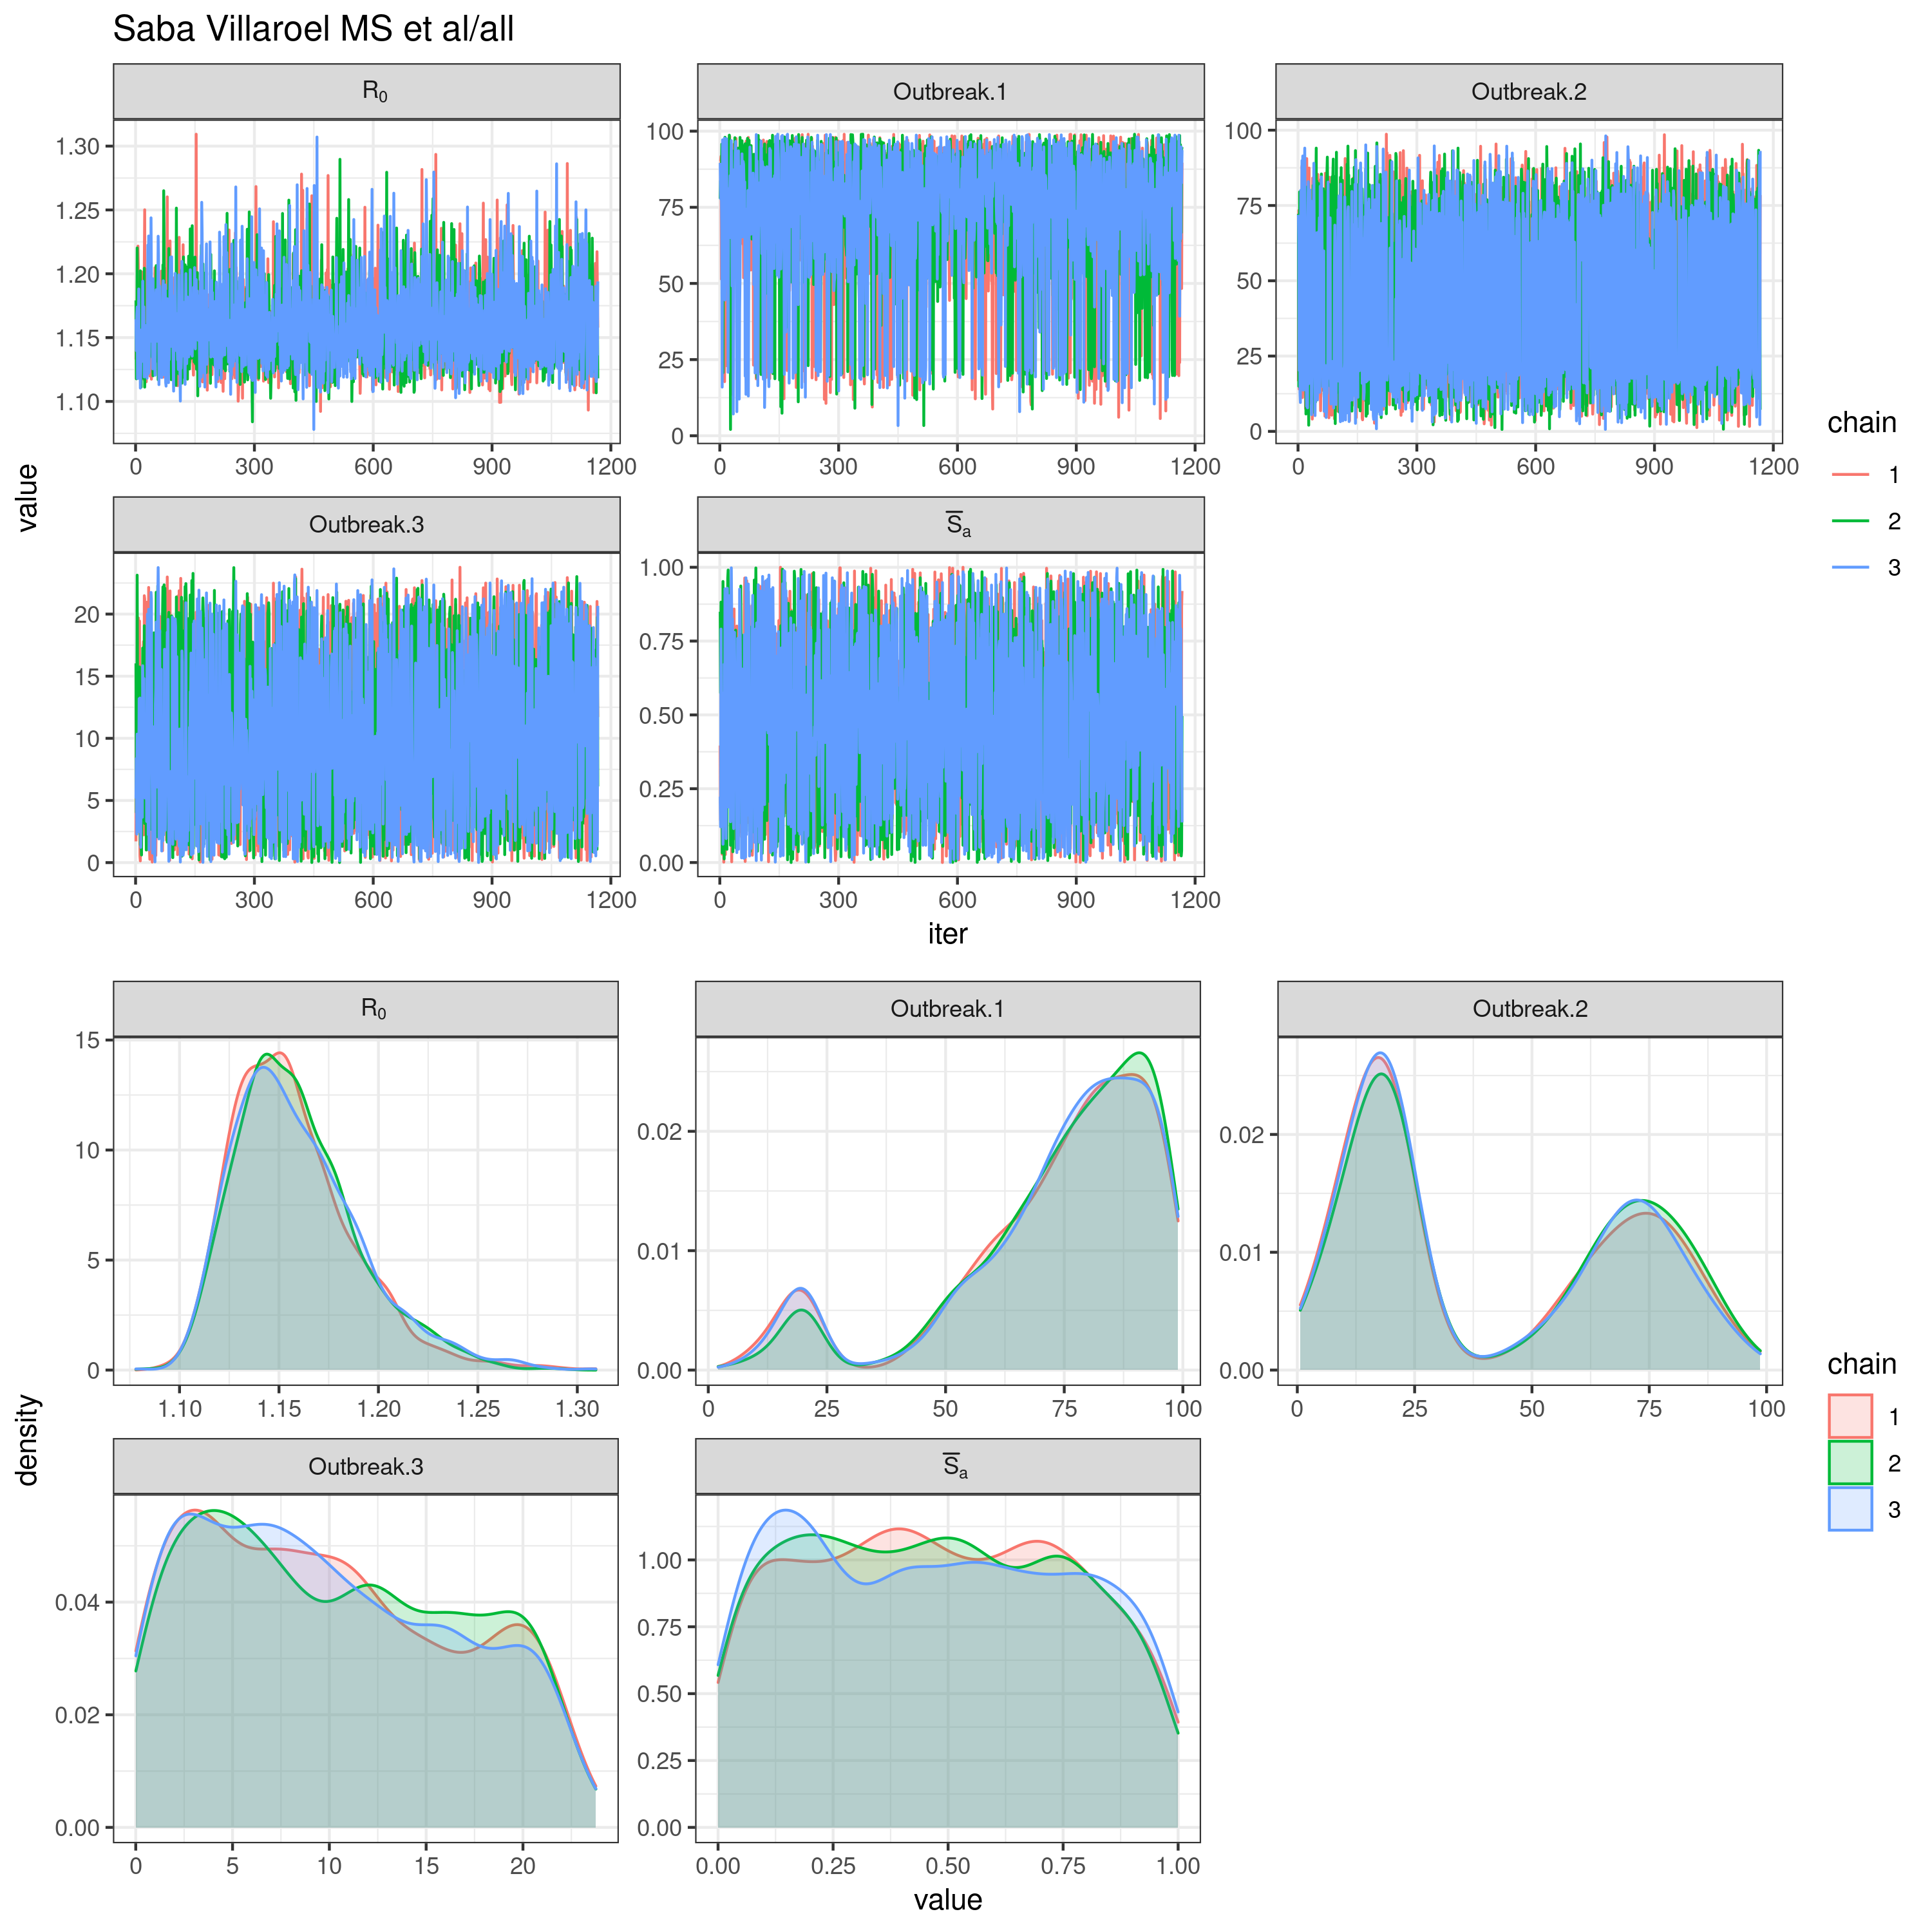 Saba Villaroel MS et al/all
R₀ Outbreak.1 Outbreak.2
1.30
1.25
1.20
1.15
1.10
0 300 600 900 1200
100
75
50
25
0
0 300 600 900 1200
100
75
50
25
0
0 300 600 900 1200
value
Outbreak.3 S̅ₐ
20
15
10
5
0
0 300 600 900 1200
1.00
0.75
0.50
0.25
0.00
0 300 600 900 1200
iter
chain
1
2
3
R₀ Outbreak.1 Outbreak.2
15
10
5
0
1.10 1.15 1.20 1.25 1.30
0.02
0.01
0.00
0 25 50 75 100
0.02
0.01
0.00
0 25 50 75 100
density
Outbreak.3 S̅ₐ
0.04
0.02
0.00
0 5 10 15 20
1.00
0.75
0.50
0.25
0.00
0.00 0.25 0.50 0.75 1.00
value
chain
1
2
3